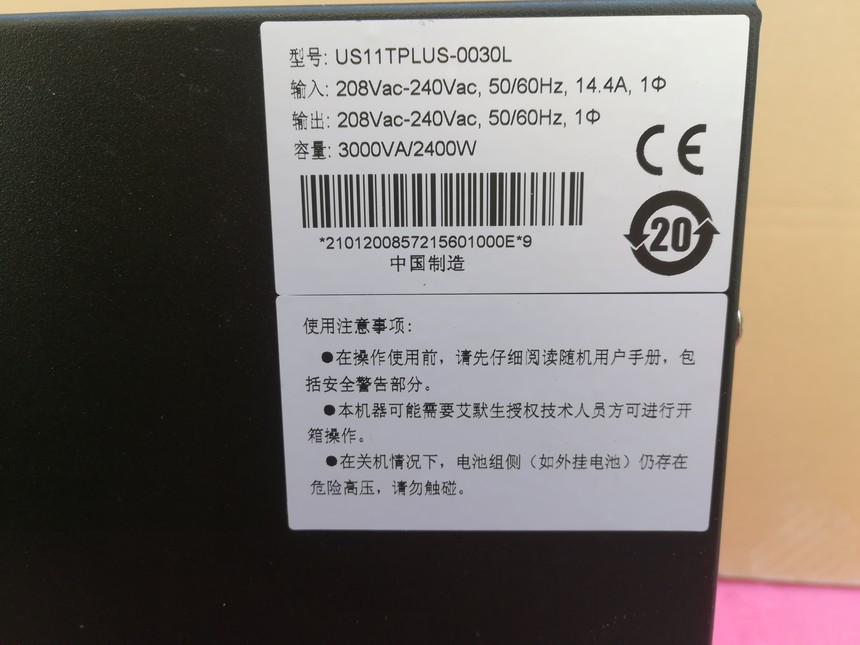 型号: US11TPLUS-0030L
输入: 208Vac-240Vac, 50/60Hz, 14.4A, 1Φ
输出: 208Vac-240Vac, 50/60Hz, 1Φ
容量: 3000VA/2400W
CE
*2101200857215601000E*9
20
中国制造
使用注意事项:
●在操作使用前，请先仔细阅读随机用户手册，包
括安全警告部分。
●本机器可能需要艾默生授权技术人员方可进行开
箱操作。
●在关机情况下，电池组侧（如外挂电池）仍存在
危险高压，请勿触碰。